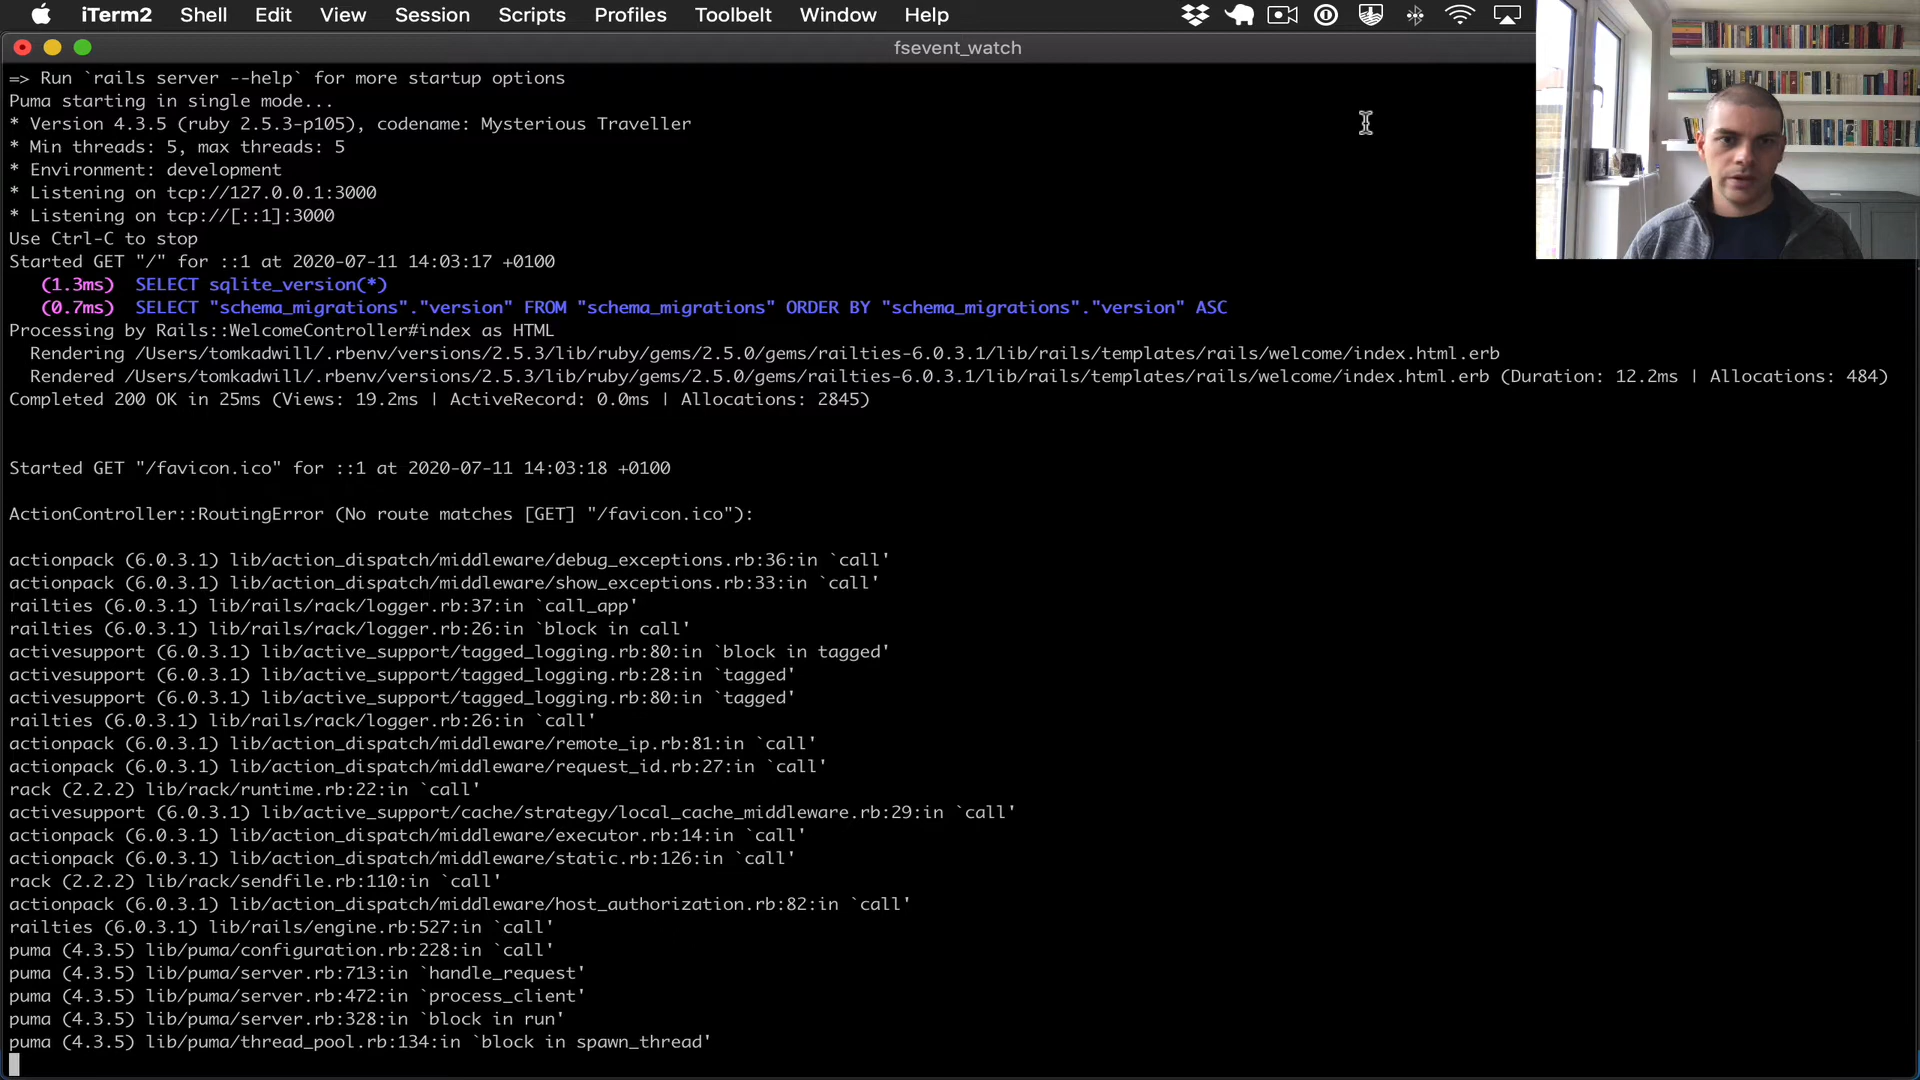 iTerm2 Shell Edit View Session Scripts Profiles Toolbelt Window Help
fsevent_watch
=> Run `rails server --help` for more startup options
Puma starting in single mode...
* Version 4.3.5 (ruby 2.5.3-p105), codename: Mysterious Traveller
* Min threads: 5, max threads: 5
* Environment: development
* Listening on tcp://127.0.0.1:3000
* Listening on tcp://[::1]:3000
Use Ctrl-C to stop
Started GET "/" for ::1 at 2020-07-11 14:03:17 +0100
(1.3ms)  SELECT sqlite_version(*)
(0.7ms)  SELECT "schema_migrations"."version" FROM "schema_migrations" ORDER BY "schema_migrations"."version" ASC
Processing by Rails::WelcomeController#index as HTML
Rendering /Users/tomkadwill/.rbenv/versions/2.5.3/lib/ruby/gems/2.5.0/gems/railties-6.0.3.1/lib/rails/templates/rails/welcome/index.html.erb
Rendered /Users/tomkadwill/.rbenv/versions/2.5.3/lib/ruby/gems/2.5.0/gems/railties-6.0.3.1/lib/rails/templates/rails/welcome/index.html.erb (Duration: 12.2ms | Allocations: 484)
Completed 200 OK in 25ms (Views: 19.2ms | ActiveRecord: 0.0ms | Allocations: 2845)
Started GET "/favicon.ico" for ::1 at 2020-07-11 14:03:18 +0100
ActionController::RoutingError (No route matches [GET] "/favicon.ico"):
actionpack (6.0.3.1) lib/action_dispatch/middleware/debug_exceptions.rb:36:in `call'
actionpack (6.0.3.1) lib/action_dispatch/middleware/show_exceptions.rb:33:in `call'
railties (6.0.3.1) lib/rails/rack/logger.rb:37:in `call_app'
railties (6.0.3.1) lib/rails/rack/logger.rb:26:in `block in call'
activesupport (6.0.3.1) lib/active_support/tagged_logging.rb:80:in `block in tagged'
activesupport (6.0.3.1) lib/active_support/tagged_logging.rb:28:in `tagged'
activesupport (6.0.3.1) lib/active_support/tagged_logging.rb:80:in `tagged'
railties (6.0.3.1) lib/rails/rack/logger.rb:26:in `call'
actionpack (6.0.3.1) lib/action_dispatch/middleware/remote_ip.rb:81:in `call'
actionpack (6.0.3.1) lib/action_dispatch/middleware/request_id.rb:27:in `call'
rack (2.2.2) lib/rack/runtime.rb:22:in `call'
activesupport (6.0.3.1) lib/active_support/cache/strategy/local_cache_middleware.rb:29:in `call'
actionpack (6.0.3.1) lib/action_dispatch/middleware/executor.rb:14:in `call'
actionpack (6.0.3.1) lib/action_dispatch/middleware/static.rb:126:in `call'
rack (2.2.2) lib/rack/sendfile.rb:110:in `call'
actionpack (6.0.3.1) lib/action_dispatch/middleware/host_authorization.rb:82:in `call'
railties (6.0.3.1) lib/rails/engine.rb:527:in `call'
puma (4.3.5) lib/puma/configuration.rb:228:in `call'
puma (4.3.5) lib/puma/server.rb:713:in `handle_request'
puma (4.3.5) lib/puma/server.rb:472:in `process_client'
puma (4.3.5) lib/puma/server.rb:328:in `block in run'
puma (4.3.5) lib/puma/thread_pool.rb:134:in `block in spawn_thread'